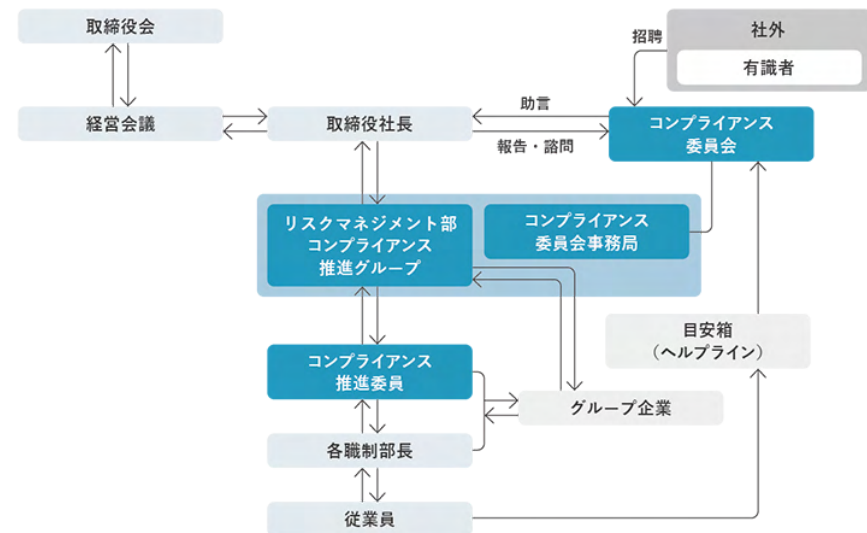 取締役会
社外
招聘
有識者
経営会議
取締役社長
助言
報告・諮問
コンプライアンス
委員会
リスクマネジメント部
コンプライアンス
推進グループ
コンプライアンス
委員会事務局
目安箱
（ヘルプライン）
コンプライアンス
推進委員
グループ企業
各職制部長
従業員